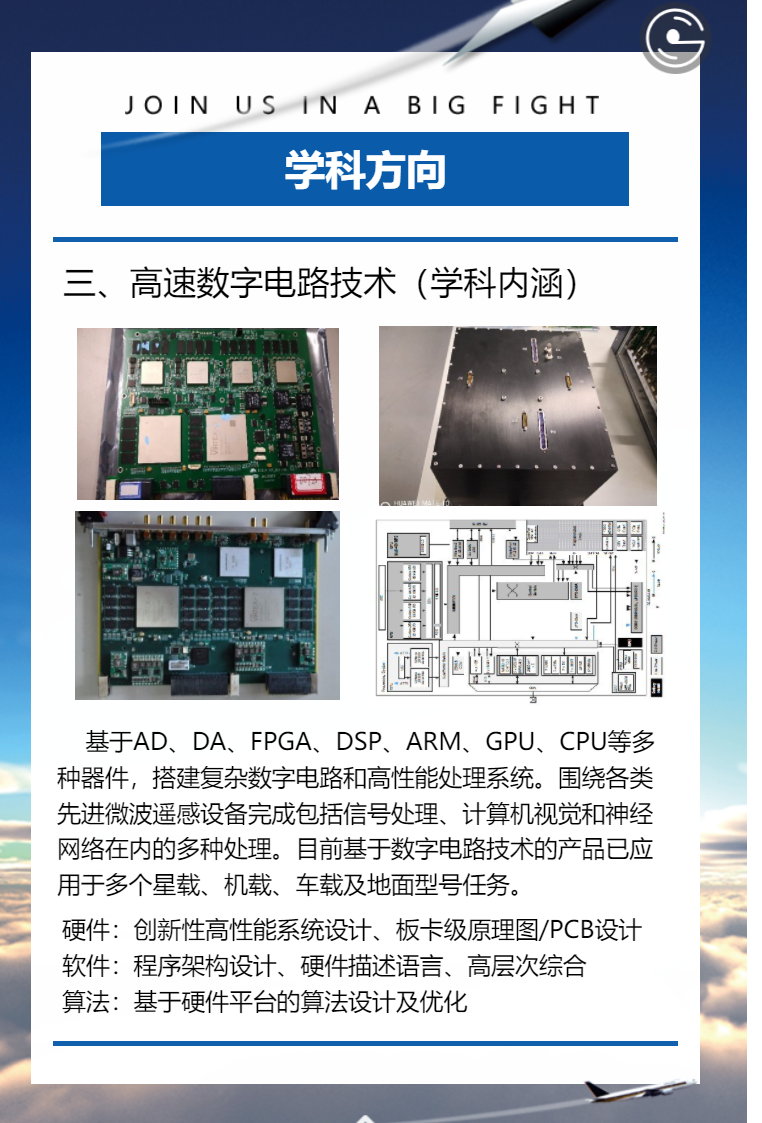 JOIN US IN A BIG FIGHT
学科方向
三、高速数字电路技术（学科内涵）
基于AD、DA、FPGA、DSP、ARM、GPU、CPU等多
种器件，搭建复杂数字电路和高性能处理系统。围绕各类
先进微波遥感设备完成包括信号处理、计算机视觉和神经
网络在内的多种处理。目前基于数字电路技术的产品已应
用于多个星载、机载、车载及地面型号任务。
硬件：创新性高性能系统设计、板卡级原理图/PCB设计
软件：程序架构设计、硬件描述语言、高层次综合
算法：基于硬件平台的算法设计及优化